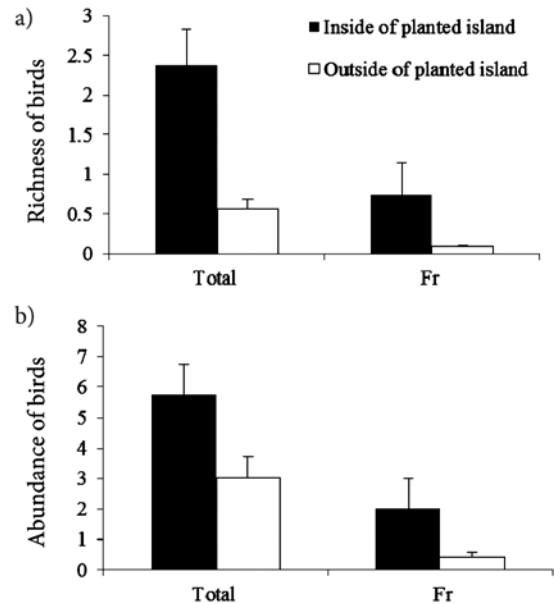 a)
Inside of planted island
Outside of planted island
Richness of birds
3
2.5
2
1.5
1
0.5
0
Total Fr
b)
Abundance of birds
8
7
6
5
4
3
2
1
0
Total Fr